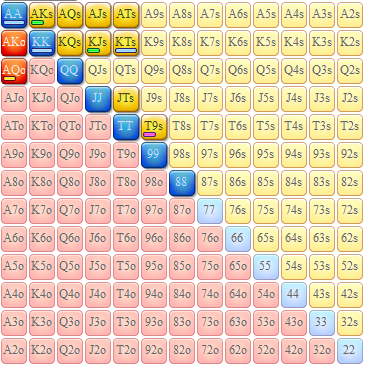 AA AKs AQs AJs ATs A9s A8s A7s A6s A5s A4s A3s A2s
AKo KK KQs KJs KTs K9s K8s K7s K6s K5s K4s K3s K2s
AQo KQo QQ QJs QTs Q9s Q8s Q7s Q6s Q5s Q4s Q3s Q2s
AJo KJo QJo JJ JTs J9s J8s J7s J6s J5s J4s J3s J2s
ATo KTo QTo JTo TT T9s T8s T7s T6s T5s T4s T3s T2s
A9o K9o Q9o J9o T9o 99 98s 97s 96s 95s 94s 93s 92s
A8o K8o Q8o J8o T8o 98o 88 87s 86s 85s 84s 83s 82s
A7o K7o Q7o J7o T7o 97o 87o 77 76s 75s 74s 73s 72s
A6o K6o Q6o J6o T6o 96o 86o 76o 66 65s 64s 63s 62s
A5o K5o Q5o J5o T5o 95o 85o 75o 65o 55 54s 53s 52s
A4o K4o Q4o J4o T4o 94o 84o 74o 64o 54o 44 43s 42s
A3o K3o Q3o J3o T3o 93o 83o 73o 63o 53o 43o 33 32s
A2o K2o Q2o J2o T2o 92o 82o 72o 62o 52o 42o 32o 22